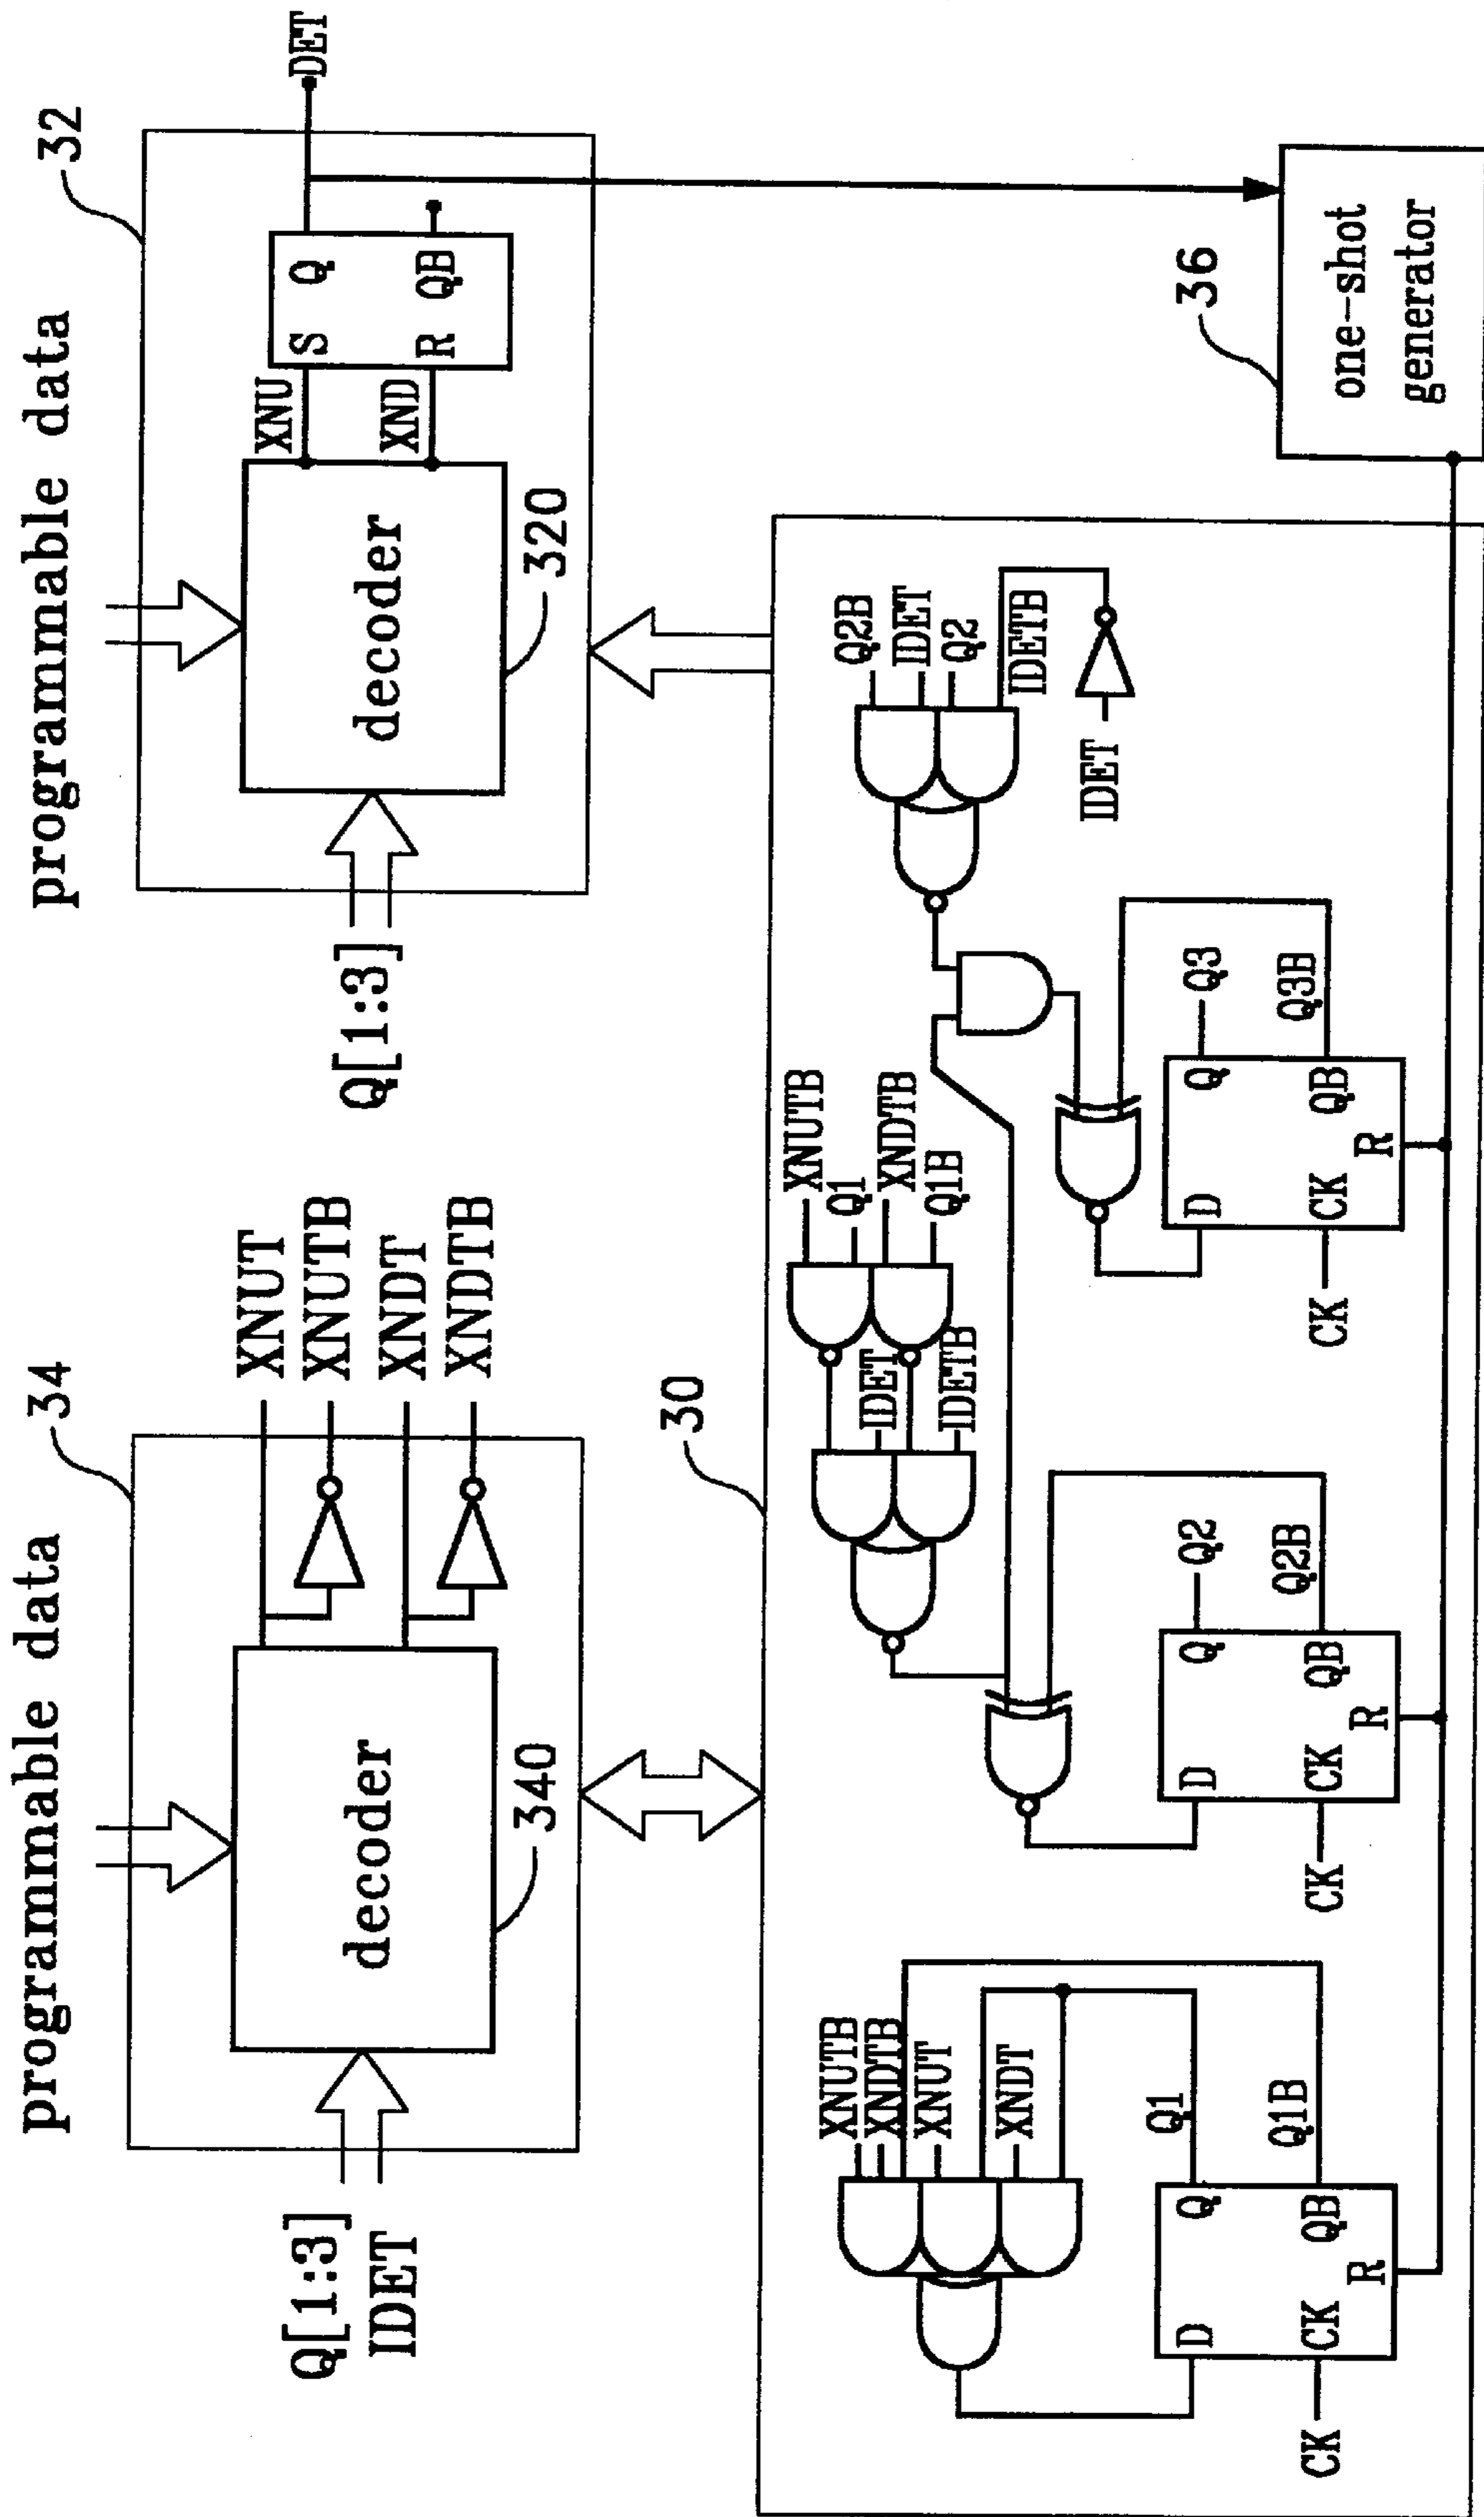 programmable data
34
Q[1:3]
IDET
decoder
340
XNUT
XNUTB
XNDT
XNDTB
programmable data
32
Q[1:3]
decoder
320
XNU
XND
S
Q
R
QB
DET
30
XNUTB
XNDTB
XNUT
XNDT
Q1
Q1B
D
Q
CK
QB
R
CK
XNUTB
Q1
XNDTB
Q1B
IDET
IDETB
Q2
Q2B
D
Q
CK
QB
R
CK
Q2B
IDET
Q2
IDETB
IDET
Q3
Q3B
D
Q
CK
QB
R
CK
36
one-shot
generator